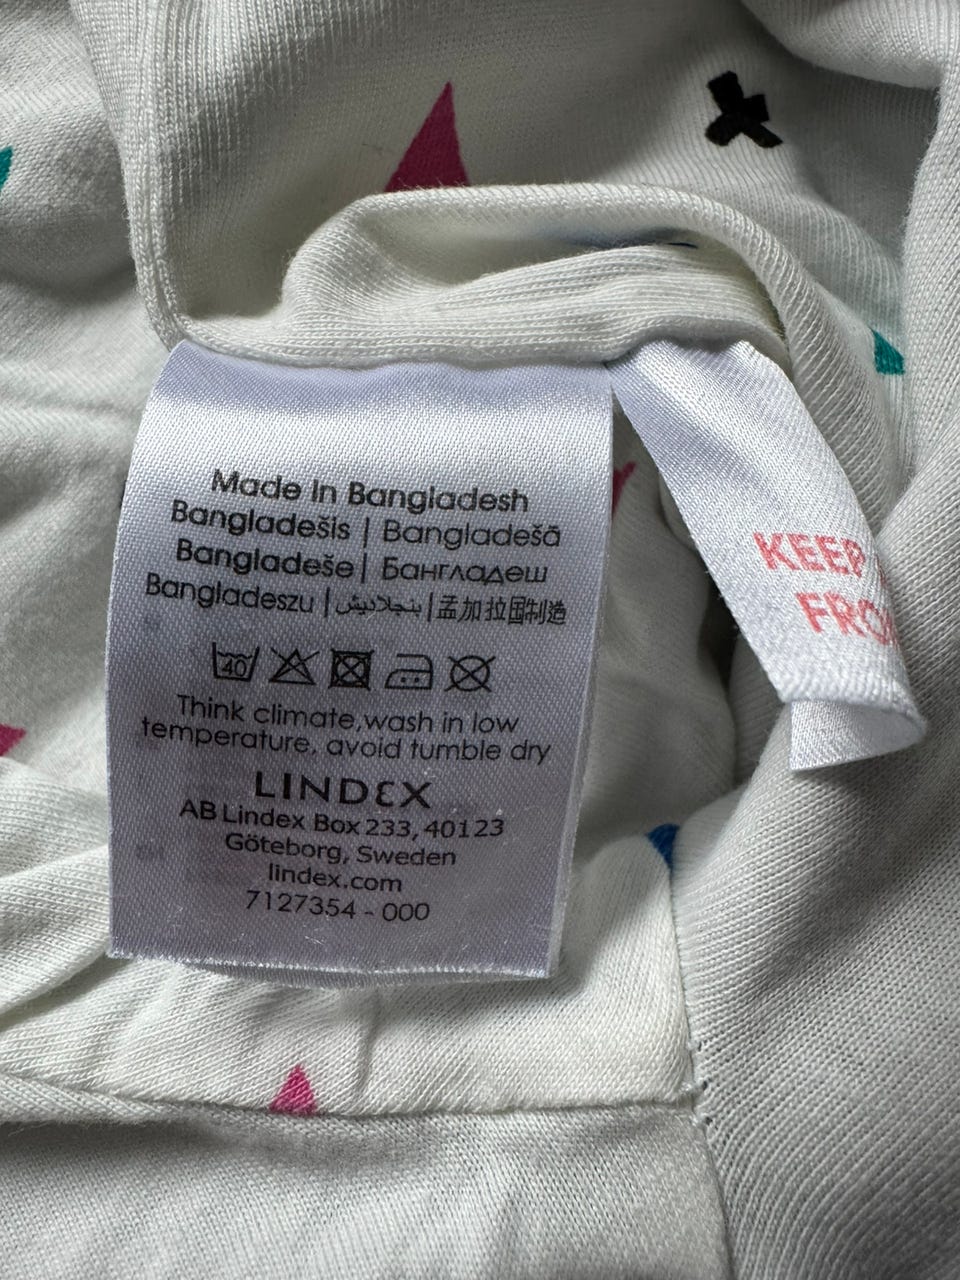 Made In Bangladesh
Bangladešis | Bangladešā
Bangladeše | Бангладеш
Bangladeszu | بنجلاديش | 孟加拉国制造
40
Think climate,wash in low
temperature, avoid tumble dry
LINDEX
AB Lindex Box 233, 40123
Göteborg, Sweden
lindex.com
7127354 - 000
KEEP